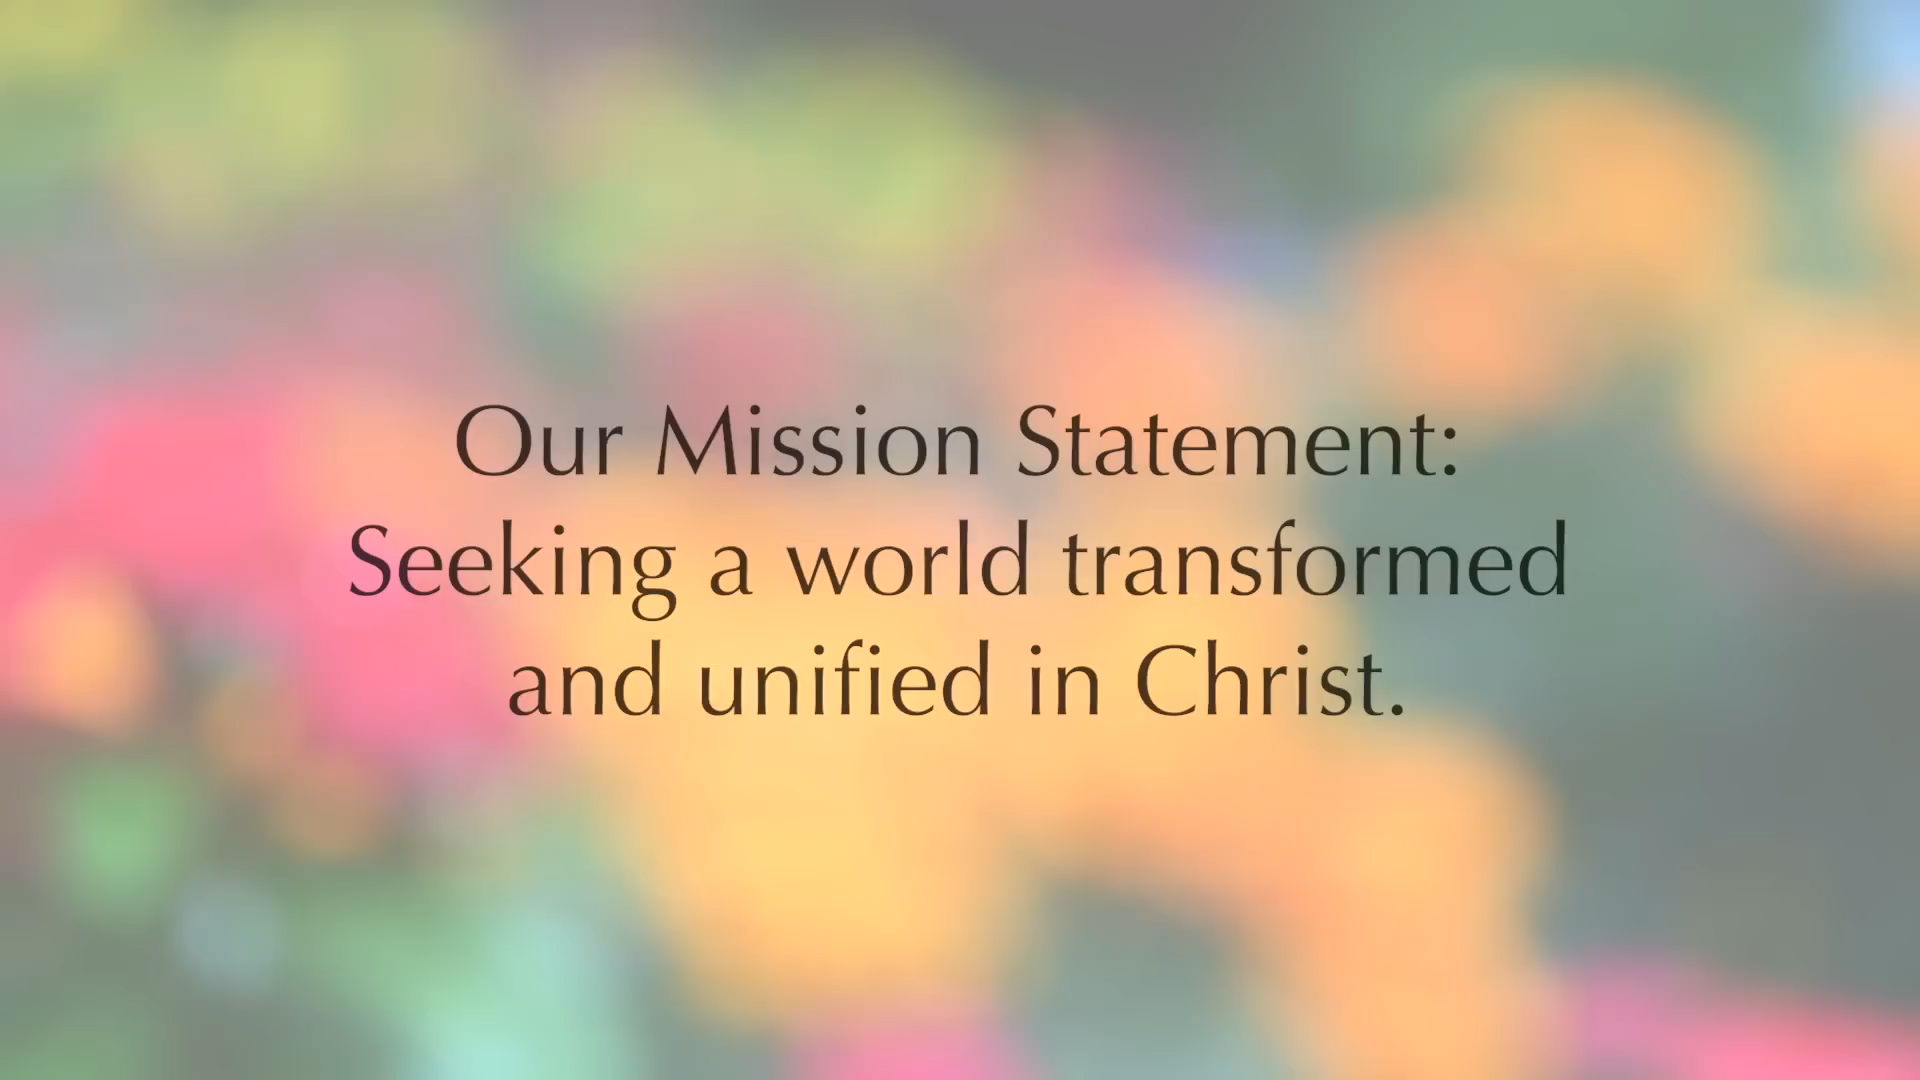 Our Mission Statement:
Seeking a world transformed
and unified in Christ.